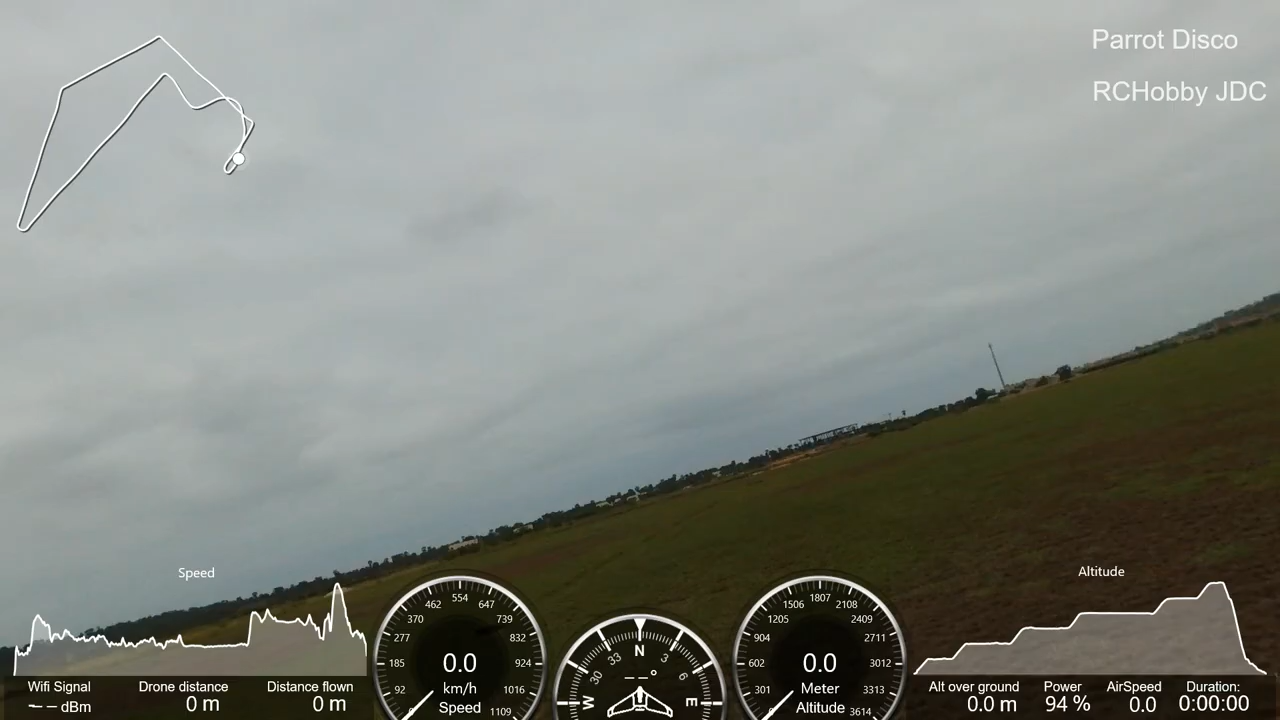 Parrot Disco
RCHobby JDC
Speed
Altitude
462 554 647
370 739
277 832
185 924
92 1016
0 1109
0.0
km/h
Speed
N
33 3
30 6
W E
--°
1506 1807 2108
1205 2409
904 2711
602 3012
301 3313
3614
0.0
Meter
Altitude
Wifi Signal Drone distance Distance flown
--- dBm 0 m 0 m
Alt over ground Power AirSpeed Duration:
0.0 m 94 % 0.0 0:00:00